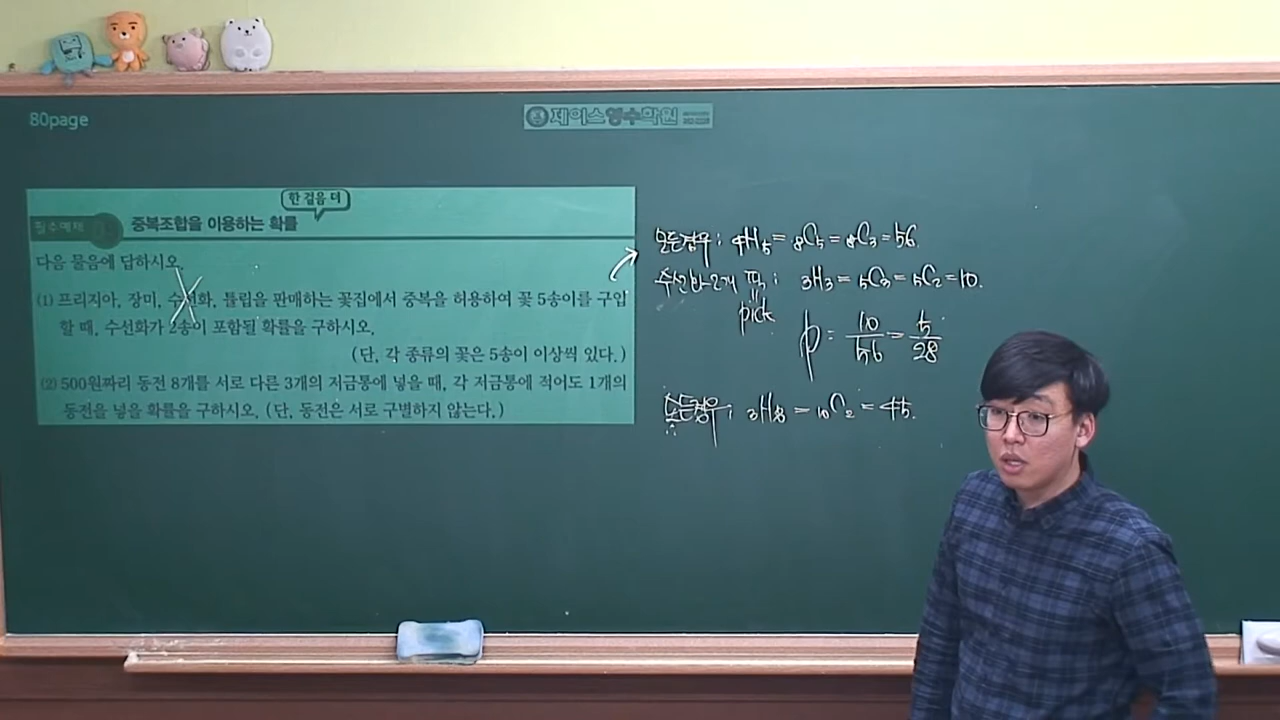 80page
제이스영수학원
한 걸음 더
필수예제
중복조합을 이용하는 확률
다음 물음에 답하시오.
(1) 프리지아, 장미, 수선화, 튤립을 판매하는 꽃집에서 중복을 허용하여 꽃 5송이를 구입
할 때, 수선화가 2송이 포함될 확률을 구하시오.
(단, 각 종류의 꽃은 5송이 이상씩 있다.)
(2) 500원짜리 동전 8개를 서로 다른 3개의 저금통에 넣을 때, 각 저금통에 적어도 1개의
동전을 넣을 확률을 구하시오. (단, 동전은 서로 구별하지 않는다.)
모든경우 : ₄H₅ = ₈C₅ = ₈C₃ = 56.
수선화 2개 픽 : ₃H₃ = ₅C₃ = ₅C₂ = 10.
pick
p = 10/56 = 5/28
모든경우 : ₃H₈ = ₁₀C₂ = 45.